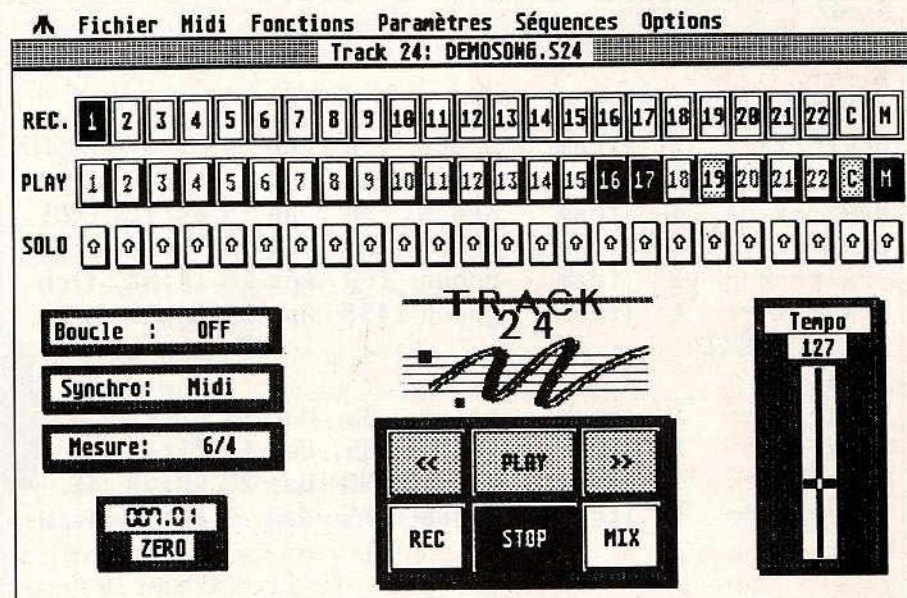 Fichier Midi Fonctions Paramètres Séquences Options
Track 24: DEMOSONG.S24
REC. 1 2 3 4 5 6 7 8 9 10 11 12 13 14 15 16 17 18 19 20 21 22 C M
PLAY 1 2 3 4 5 6 7 8 9 10 11 12 13 14 15 16 17 18 19 20 21 22 C M
SOLO
TRACK
24
Boucle : OFF
Synchro: Midi
Mesure: 6/4
007.01
ZERO
<< PLAY >>
REC STOP MIX
Tempo
127